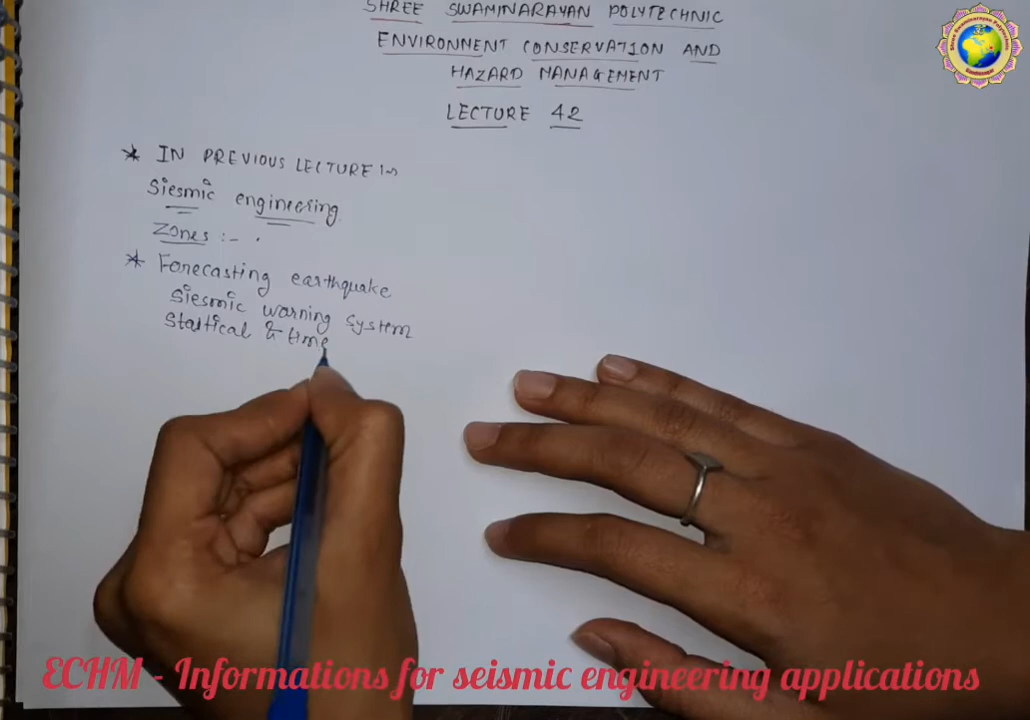 SHREE SWAMINARAYAN POLYTECHNIC
ENVIRONMENT CONSERVATION AND
HAZARD MANAGEMENT
LECTURE 42
* IN PREVIOUS LECTURE :-
Siesmic engineering
Zones :-
* Forecasting earthquake
Siesmic warning system
Stastical & time
ECHM - Informations for seismic engineering applications